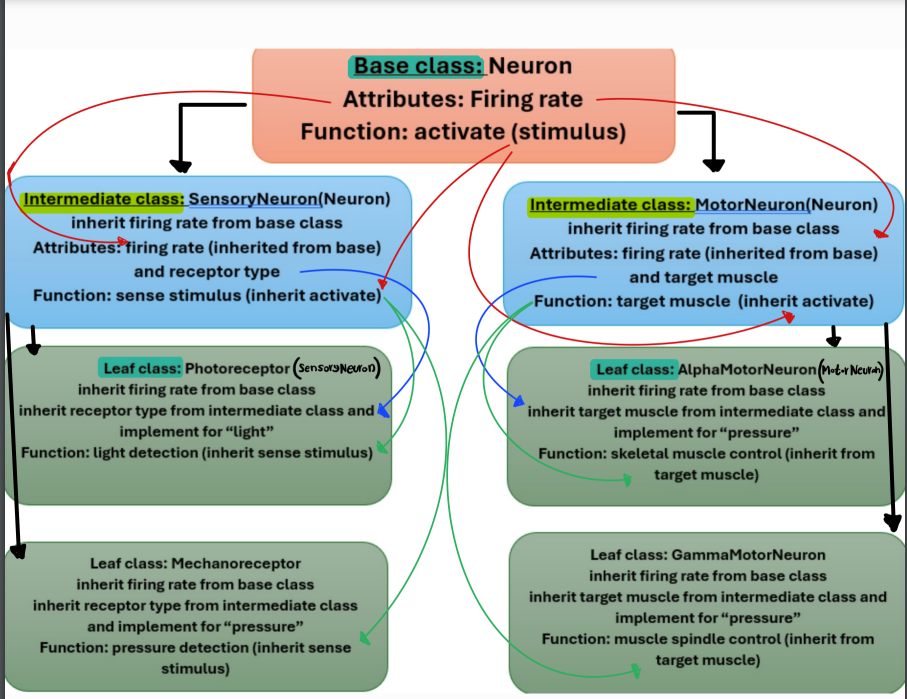 Base class: Neuron
Attributes: Firing rate
Function: activate (stimulus)
Intermediate class: SensoryNeuron(Neuron)
inherit firing rate from base class
Attributes: firing rate (inherited from base)
and receptor type
Function: sense stimulus (inherit activate)
Intermediate class: MotorNeuron(Neuron)
inherit firing rate from base class
Attributes: firing rate (inherited from base)
and target muscle
Function: target muscle (inherit activate)
Leaf class: Photoreceptor (SensoryNeuron)
inherit firing rate from base class
inherit receptor type from intermediate class and
implement for “light”
Function: light detection (inherit sense stimulus)
Leaf class: AlphaMotorNeuron (Motor Neuron)
inherit firing rate from base class
inherit target muscle from intermediate class and
implement for “pressure”
Function: skeletal muscle control (inherit from
target muscle)
Leaf class: Mechanoreceptor
inherit firing rate from base class
inherit receptor type from intermediate class
and implement for “pressure”
Function: pressure detection (inherit sense
stimulus)
Leaf class: GammaMotorNeuron
inherit firing rate from base class
inherit target muscle from intermediate class and
implement for “pressure”
Function: muscle spindle control (inherit from
target muscle)